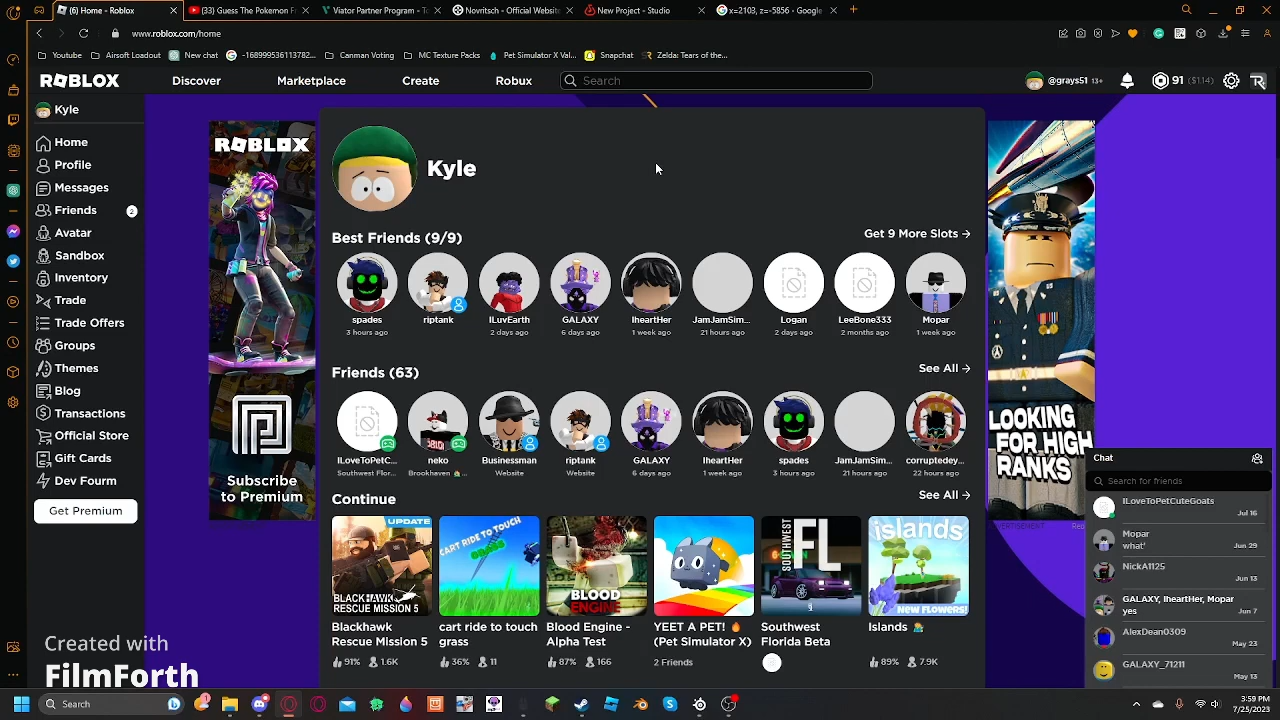 (6) Home - Roblox
(33) Guess The Pokemon F
Viator Partner Program - To
Novritsch - Official Website
New Project - Studio
x=2103, z=-5856 - Google
www.roblox.com/home
Youtube
Airsoft Loadout
New chat
-168999536113782...
Canman Voting
MC Texture Packs
Pet Simulator X Val...
Snapchat
Zelda: Tears of the...
ROBLOX
Discover
Marketplace
Create
Robux
Search
@grays51 13+
91 ($1.14)
Kyle
Home
Profile
Messages
Friends
2
Avatar
Sandbox
Inventory
Trade
Trade Offers
Groups
Themes
Blog
Transactions
Official Store
Gift Cards
Dev Forum
Get Premium
ROBLOX
Subscribe
to Premium
Kyle
Best Friends (9/9)
Get 9 More Slots →
spades
riptank
ILuvEarth
GALAXY
IheartHer
JamJamSim...
Logan
LeeBone333
Mopar
3 hours ago
2 days ago
6 days ago
1 week ago
21 hours ago
2 days ago
2 months ago
1 week ago
Friends (63)
See All →
ILoveToPetC...
neko
Businessman
riptank
GALAXY
IheartHer
spades
JamJamSim...
corruptedey...
Southwest Flor...
Brookhaven
Website
Website
6 days ago
1 week ago
3 hours ago
21 hours ago
22 hours ago
Continue
See All →
UPDATE
BLACKHAWK
RESCUE MISSION 5
CART RIDE TO TOUCH
GRASS
BLOOD
ENGINE
SOUTHWEST
FL
islands
NEW FLOWERS!
Blackhawk
Rescue Mission 5
cart ride to touch
grass
Blood Engine -
Alpha Test
YEET A PET! 🔥
(Pet Simulator X)
Southwest
Florida Beta
Islands
91% 1.6K
36% 11
87% 166
2 Friends
89% 7.9K
LOOKING
FOR HIGH
RANKS
ADVERTISEMENT
Chat
Search for friends
ILoveToPetCuteGoats
Jul 16
Mopar
what'
Jun 29
NickA1125
Jun 13
GALAXY, IheartHer, Mopar
yes
Jun 7
AlexDean0309
May 23
GALAXY_71211
May 13
Created with
FilmForth
Search
3:59 PM
7/25/2023